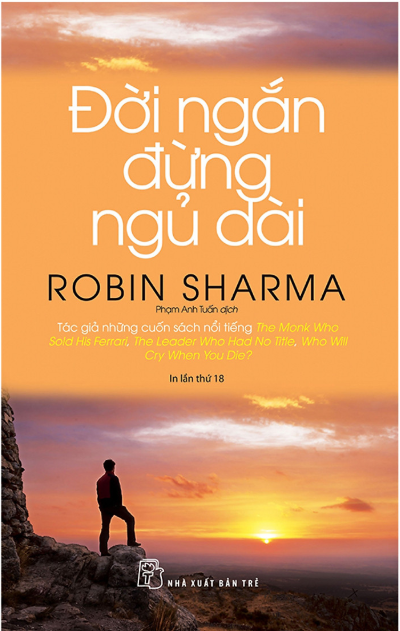 Đời ngắn
đừng
ngủ dài
ROBIN SHARMA
Phạm Anh Tuấn dịch
Tác giả những cuốn sách nổi tiếng The Monk Who
Sold His Ferrari, The Leader Who Had No Title, Who Will
Cry When You Die?
In lần thứ 18
NHÀ XUẤT BẢN TRẺ